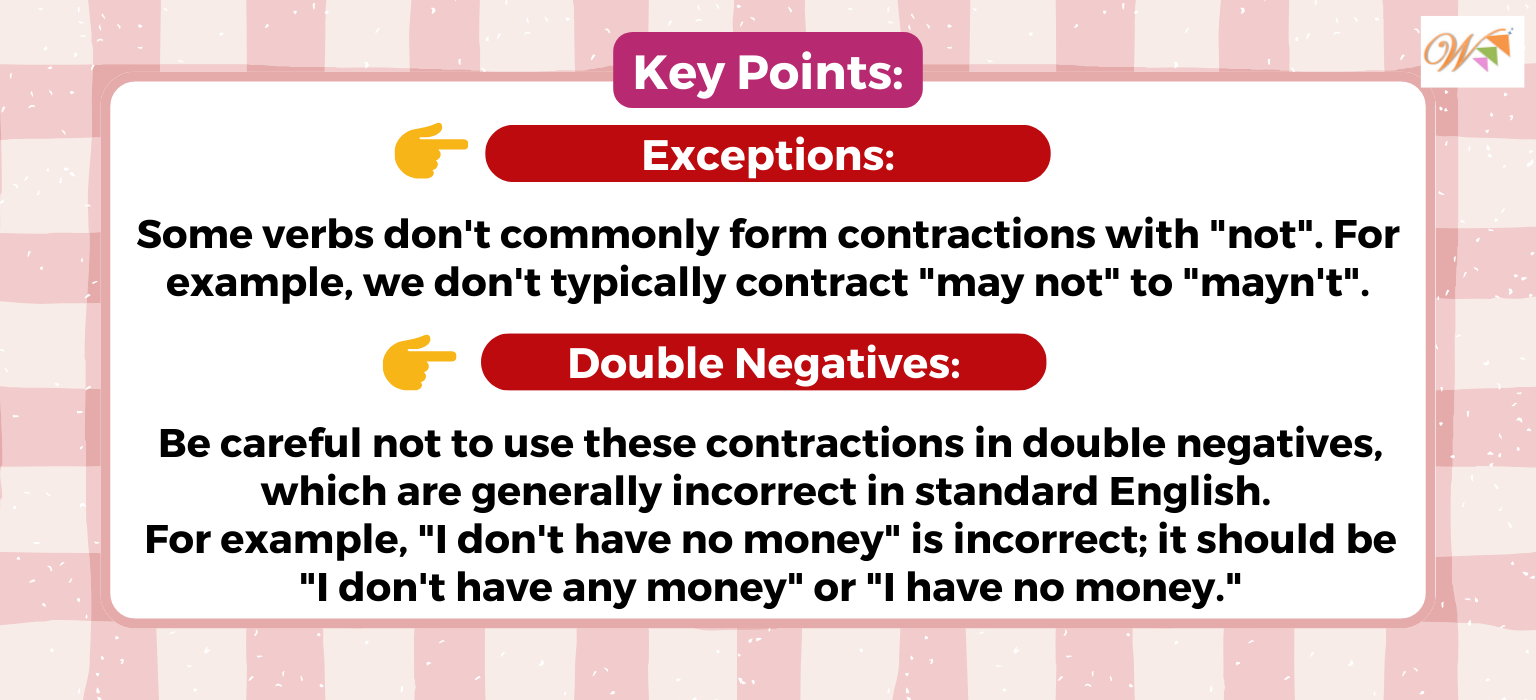 Key Points:
Exceptions:
Some verbs don't commonly form contractions with "not". For
example, we don't typically contract "may not" to "mayn't".
Double Negatives:
Be careful not to use these contractions in double negatives,
which are generally incorrect in standard English.
For example, "I don't have no money" is incorrect; it should be
"I don't have any money" or "I have no money."
W